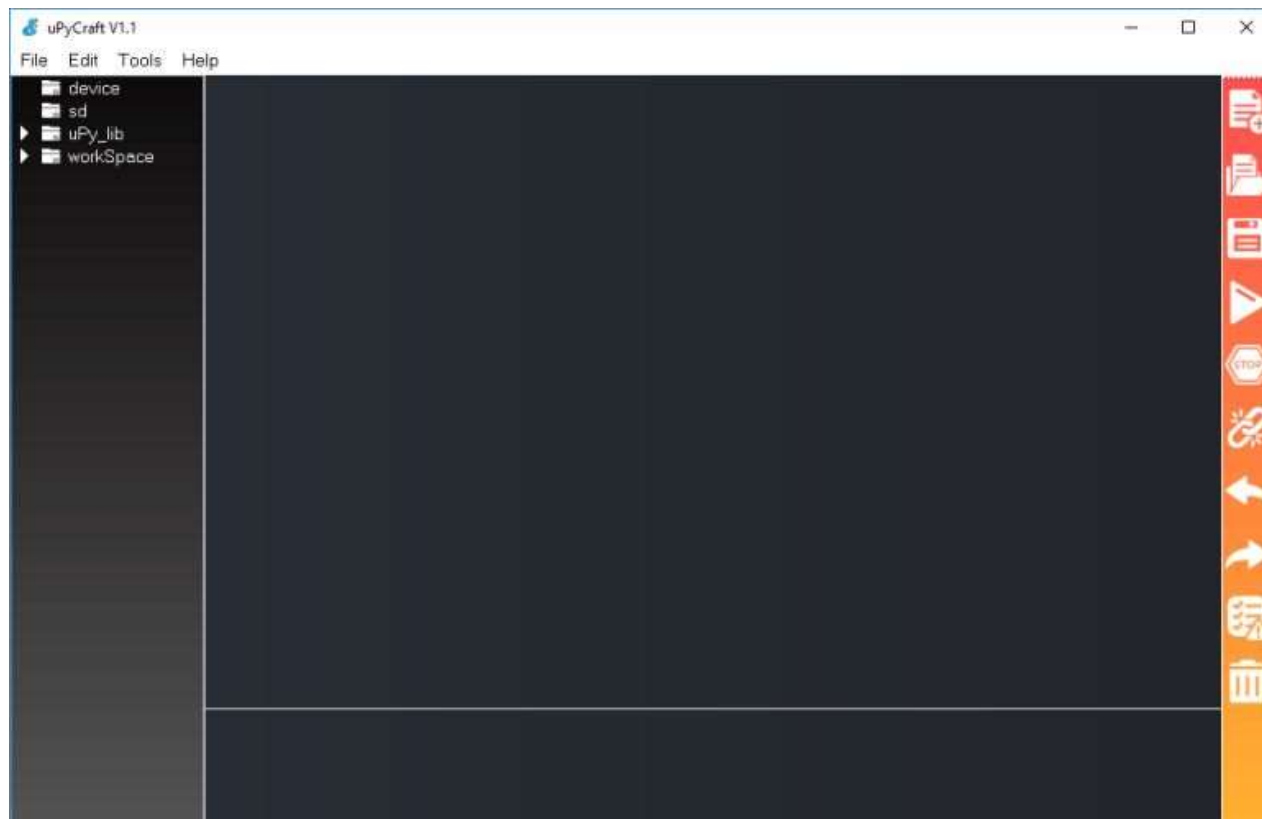 uPyCraft V1.1
File Edit Tools Help
device
sd
uPy_lib
workSpace
STOP